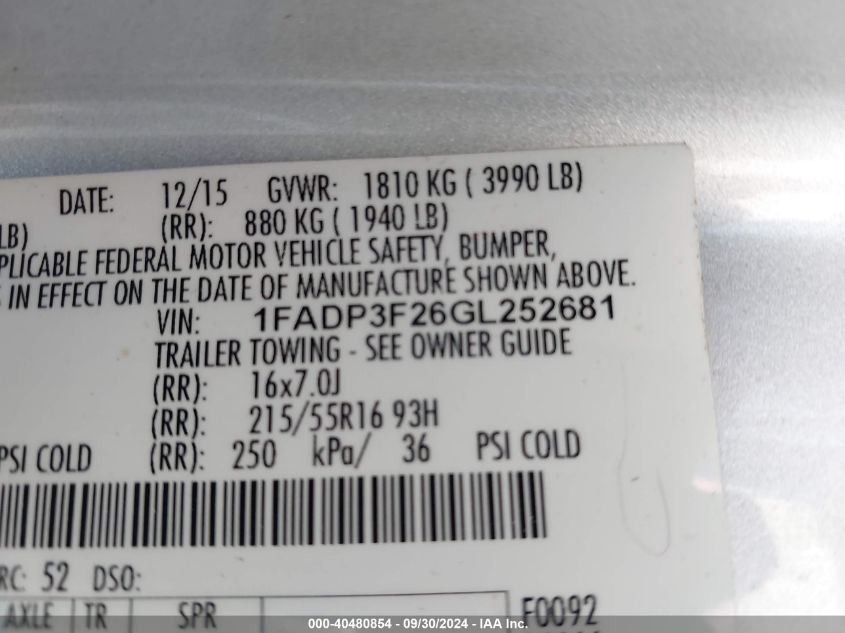 DATE: 12/15 GVWR: 1810 KG ( 3990 LB)
LB) (RR): 880 KG ( 1940 LB)
PLICABLE FEDERAL MOTOR VEHICLE SAFETY, BUMPER,
IN EFFECT ON THE DATE OF MANUFACTURE SHOWN ABOVE.
VIN: 1FADP3F26GL252681
TRAILER TOWING - SEE OWNER GUIDE
(RR): 16x7.0J
(RR): 215/55R16 93H
PSI COLD (RR): 250 kPa/ 36 PSI COLD
RC: 52 DSO:
AXLE TR SPR F0092
000-40480854 - 09/30/2024 - IAA Inc.